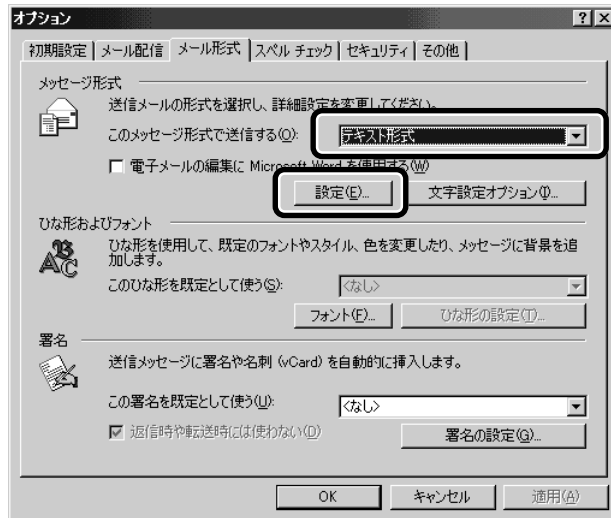 オプション
初期設定 メール配信 メール形式 スペル チェック セキュリティ その他
メッセージ形式
送信メールの形式を選択し、詳細設定を変更してください。
このメッセージ形式で送信する(O): テキスト形式
電子メールの編集に Microsoft Word を使用する(W)
設定(E)... 文字設定オプション(I)...
ひな形およびフォント
ひな形を使用して、既定のフォントやスタイル、色を変更したり、メッセージに背景を追
加します。
このひな形を既定として使う(S): <なし>
フォント(F)... ひな形の設定(T)...
署名
送信メッセージに署名や名刺 (vCard) を自動的に挿入します。
この署名を既定として使う(U): <なし>
返信時や転送時には使わない(D)
署名の設定(G)...
OK キャンセル 適用(A)